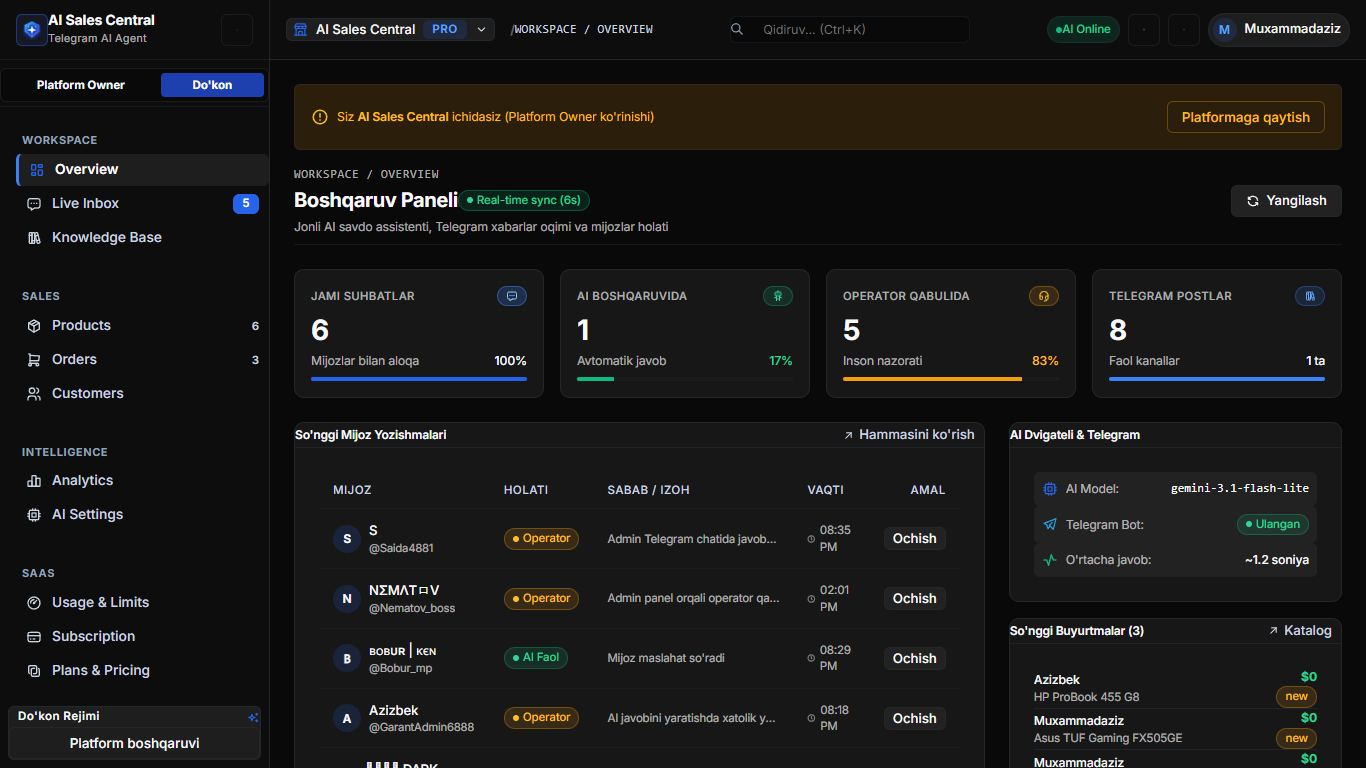 AI Sales Central
Telegram AI Agent
Platform Owner
Do'kon
WORKSPACE
Overview
Live Inbox 5
Knowledge Base
SALES
Products 6
Orders 3
Customers
INTELLIGENCE
Analytics
AI Settings
SAAS
Usage & Limits
Subscription
Plans & Pricing
Do'kon Rejimi
Platform boshqaruvi
AI Sales Central PRO
/WORKSPACE / OVERVIEW
Qidiruv... (Ctrl+K)
AI Online
M Muxammadaziz
Siz AI Sales Central ichidasiz (Platform Owner ko'rinishi)
Platformaga qaytish
WORKSPACE / OVERVIEW
Boshqaruv Paneli
Real-time sync (6s)
Jonli AI savdo assistenti, Telegram xabarlar oqimi va mijozlar holati
Yangilash
JAMI SUHBATLAR
6
Mijozlar bilan aloqa 100%
AI BOSHQARUVIDA
1
Avtomatik javob 17%
OPERATOR QABULIDA
5
Inson nazorati 83%
TELEGRAM POSTLAR
8
Faol kanallar 1 ta
So'nggi Mijoz Yozishmalari
Hammasini ko'rish
MIJOZ HOLATI SABAB / IZOH VAQTI AMAL
S S @Saida4881 Operator Admin Telegram chatida javob... 08:35 PM Ochish
N NΣMΛTㅁV @Nematov_boss Operator Admin panel orqali operator qa... 02:01 PM Ochish
B ʙᴏʙᴜʀ | ᴋᴇɴ @Bobur_mp AI Faol Mijoz maslahat so'radi 08:29 PM Ochish
A Azizbek @GarantAdmin6888 Operator AI javobini yaratishda xatolik y... 08:18 PM Ochish
AI Dvigateli & Telegram
AI Model: gemini-3.1-flash-lite
Telegram Bot: Ulangan
O'rtacha javob: ~1.2 soniya
So'nggi Buyurtmalar (3)
Katalog
Azizbek $0
HP ProBook 455 G8 new
Muxammadaziz $0
Asus TUF Gaming FX505GE new
Muxammadaziz $0